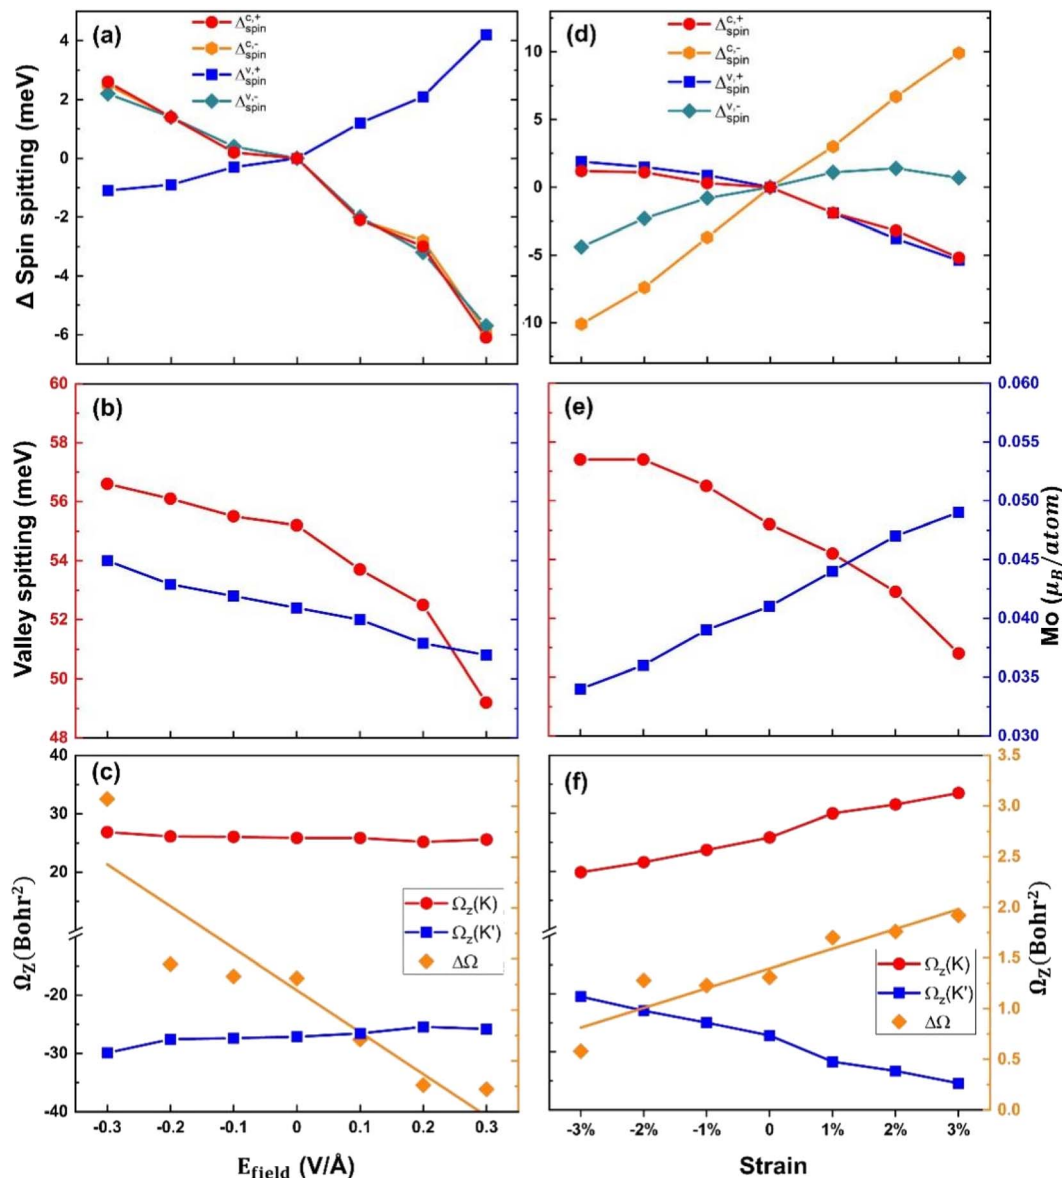 (a)
Δ^{c,+}_{spin}
Δ^{c,-}_{spin}
Δ^{v,+}_{spin}
Δ^{v,-}_{spin}
Δ Spin spitting (meV)
4
2
0
-2
-4
-6
(d)
Δ^{c,+}_{spin}
Δ^{c,-}_{spin}
Δ^{v,+}_{spin}
Δ^{v,-}_{spin}
10
5
0
-5
10
(b)
Valley spitting (meV)
60
58
56
54
52
50
48
(e)
0.060
0.055
0.050
0.045
0.040
0.035
0.030
Mo (μ_B/atom)
(c)
Ω_Z(Bohr²)
40
30
20
-20
-30
-40
Ω_z(K)
Ω_z(K')
ΔΩ
-0.3 -0.2 -0.1 0 0.1 0.2 0.3
E_field (V/Å)
(f)
Ω_z(K)
Ω_z(K')
ΔΩ
3.5
3.0
2.5
2.0
1.5
1.0
0.5
0.0
Ω_Z(Bohr²)
-3% -2% -1% 0 1% 2% 3%
Strain